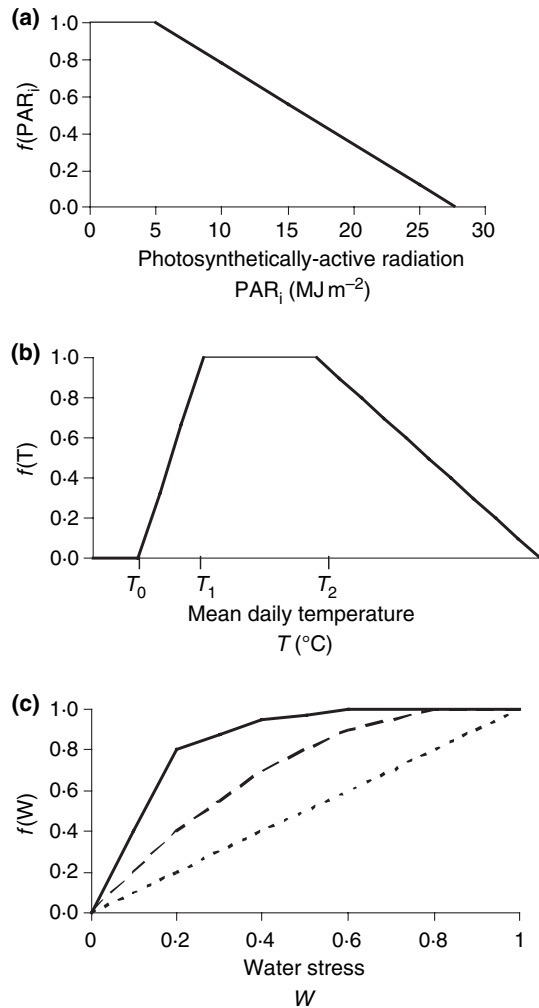 (a)
1·0
0·8
0·6
0·4
0·2
0·0
f(PARi)
0 5 10 15 20 25 30
Photosynthetically-active radiation
PARi (MJ m–2)
(b)
1·0
0·8
0·6
0·4
0·2
0·0
f(T)
T0 T1 T2
Mean daily temperature
T (°C)
(c)
1·0
0·8
0·6
0·4
0·2
0·0
f(W)
0 0·2 0·4 0·6 0·8 1
Water stress
W